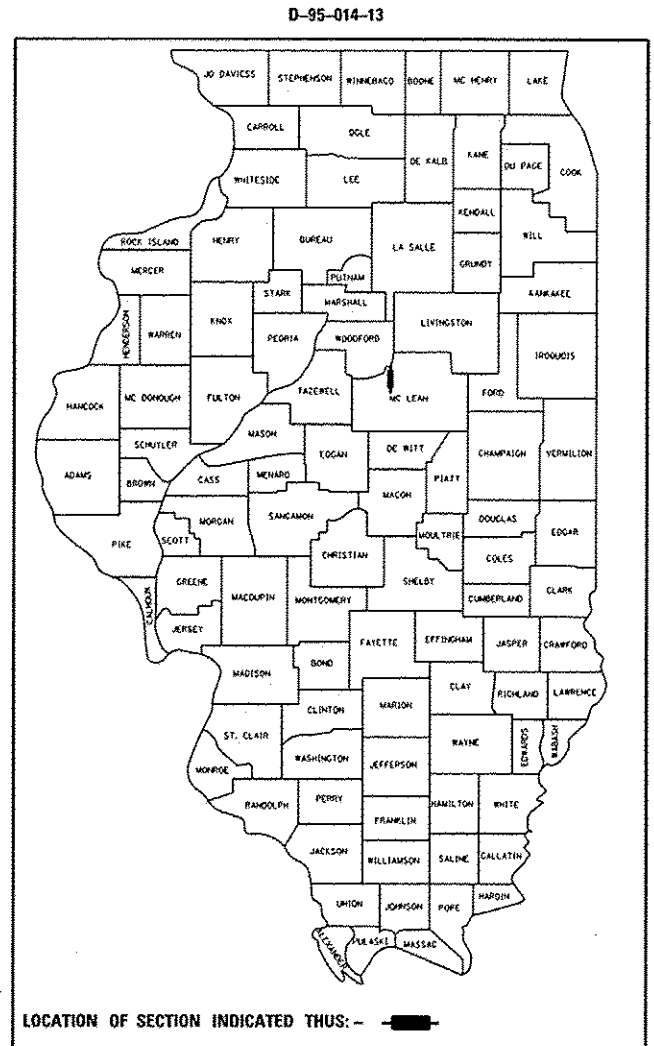 D-95-014-13
JO DAVIESS STEPHENSON WINNEBAGO BOONE MC HENRY LAKE
CARROLL OGLE DE KALB KANE DU PAGE COOK
WHITESIDE LEE KENDALL WILL
ROCK ISLAND HENRY BUREAU LA SALLE GRUNDY
MERCER PUTNAM KANKAKEE
HENDERSON WARREN KNOX STARK MARSHALL LIVINGSTON
PEORIA WOODFORD IROQUOIS
HANCOCK MC DONOUGH FULTON TAZEWELL MC LEAN FORD
SCHUYLER MASON LOGAN DE WITT CHAMPAIGN VERMILION
ADAMS BROWN CASS MENARD PIATT
MACON
PIKE SCOTT MORGAN SANGAMON MOULTRIE DOUGLAS EDGAR
CHRISTIAN COLES
CALHOUN GREENE MACOUPIN MONTGOMERY SHELBY CUMBERLAND CLARK
JERSEY
MADISON BOND FAYETTE EFFINGHAM JASPER CRAWFORD
CLINTON MARION CLAY RICHLAND LAWRENCE
ST. CLAIR WASHINGTON JEFFERSON WAYNE EDWARDS WABASH
MONROE
RANDOLPH PERRY FRANKLIN HAMILTON WHITE
JACKSON WILLIAMSON SALINE GALLATIN
UNION JOHNSON POPE HARDIN
ALEXANDER PULASKI MASSAC
LOCATION OF SECTION INDICATED THUS: -